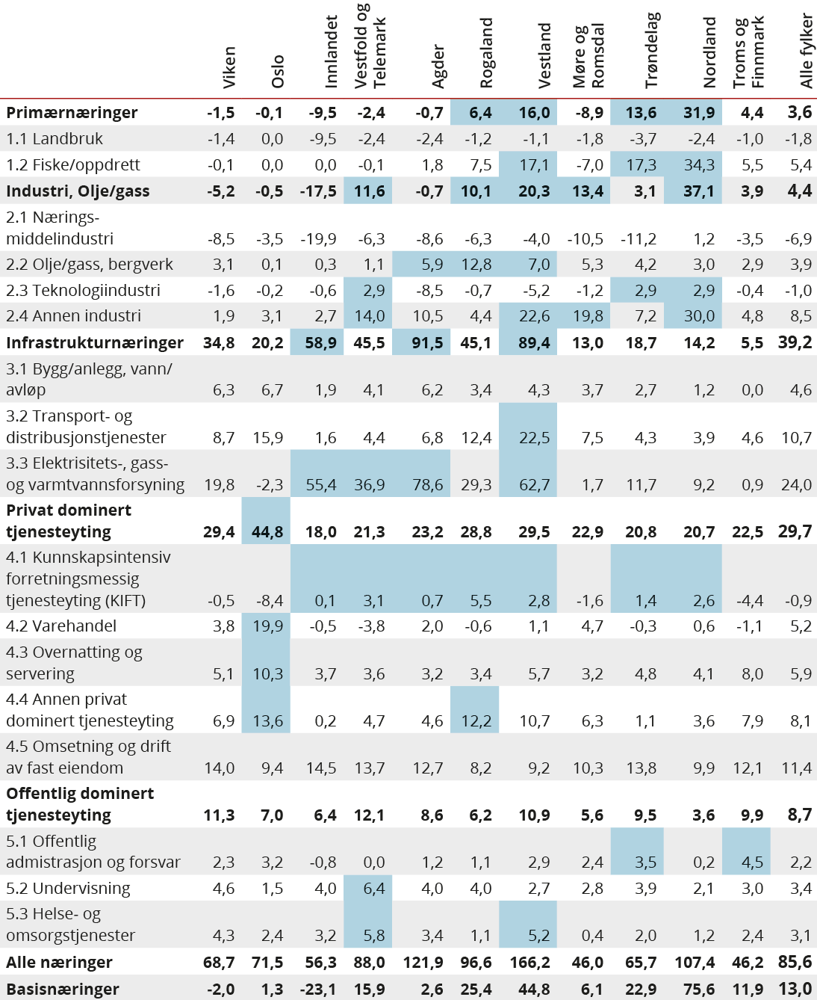 Viken Oslo Innlandet Vestfold og Telemark Agder Rogaland Vestland Møre og Romsdal Trøndelag Nordland Troms og Finnmark Alle fylker
Primærnæringer -1,5 -0,1 -9,5 -2,4 -0,7 6,4 16,0 -8,9 13,6 31,9 4,4 3,6
1.1 Landbruk -1,4 0,0 -9,5 -2,4 -2,4 -1,2 -1,1 -1,8 -3,7 -2,4 -1,0 -1,8
1.2 Fiske/oppdrett -0,1 0,0 0,0 -0,1 1,8 7,5 17,1 -7,0 17,3 34,3 5,5 5,4
Industri, Olje/gass -5,2 -0,5 -17,5 11,6 -0,7 10,1 20,3 13,4 3,1 37,1 3,9 4,4
2.1 Nærings-
middelindustri -8,5 -3,5 -19,9 -6,3 -8,6 -6,3 -4,0 -10,5 -11,2 1,2 -3,5 -6,9
2.2 Olje/gass, bergverk 3,1 0,1 0,3 1,1 5,9 12,8 7,0 5,3 4,2 3,0 2,9 3,9
2.3 Teknologiindustri -1,6 -0,2 -0,6 2,9 -8,5 -0,7 -5,2 -1,2 2,9 2,9 -0,4 -1,0
2.4 Annen industri 1,9 3,1 2,7 14,0 10,5 4,4 22,6 19,8 7,2 30,0 4,8 8,5
Infrastrukturnæringer 34,8 20,2 58,9 45,5 91,5 45,1 89,4 13,0 18,7 14,2 5,5 39,2
3.1 Bygg/anlegg, vann/
avløp 6,3 6,7 1,9 4,1 6,2 3,4 4,3 3,7 2,7 1,2 0,0 4,6
3.2 Transport- og
distribusjonstjenester 8,7 15,9 1,6 4,4 6,8 12,4 22,5 7,5 4,3 3,9 4,6 10,7
3.3 Elektrisitets-, gass-
og varmtvannsforsyning 19,8 -2,3 55,4 36,9 78,6 29,3 62,7 1,7 11,7 9,2 0,9 24,0
Privat dominert
tjenesteyting 29,4 44,8 18,0 21,3 23,2 28,8 29,5 22,9 20,8 20,7 22,5 29,7
4.1 Kunnskapsintensiv
forretningsmessig
tjenesteyting (KIFT) -0,5 -8,4 0,1 3,1 0,7 5,5 2,8 -1,6 1,4 2,6 -4,4 -0,9
4.2 Varehandel 3,8 19,9 -0,5 -3,8 2,0 -0,6 1,1 4,7 -0,3 0,6 -1,1 5,2
4.3 Overnatting og
servering 5,1 10,3 3,7 3,6 3,2 3,4 5,7 3,2 4,8 4,1 8,0 5,9
4.4 Annen privat
dominert tjenesteyting 6,9 13,6 0,2 4,7 4,6 12,2 10,7 6,3 1,1 3,6 7,9 8,1
4.5 Omsetning og drift
av fast eiendom 14,0 9,4 14,5 13,7 12,7 8,2 9,2 10,3 13,8 9,9 12,1 11,4
Offentlig dominert
tjenesteyting 11,3 7,0 6,4 12,1 8,6 6,2 10,9 5,6 9,5 3,6 9,9 8,7
5.1 Offentlig
admistrasjon og forsvar 2,3 3,2 -0,8 0,0 1,2 1,1 2,9 2,4 3,5 0,2 4,5 2,2
5.2 Undervisning 4,6 1,5 4,0 6,4 4,0 4,0 2,7 2,8 3,9 2,1 3,0 3,4
5.3 Helse- og
omsorgstjenester 4,3 2,4 3,2 5,8 3,4 1,1 5,2 0,4 2,0 1,2 2,4 3,1
Alle næringer 68,7 71,5 56,3 88,0 121,9 96,6 166,2 46,0 65,7 107,4 46,2 85,6
Basisnæringer -2,0 1,3 -23,1 15,9 2,6 25,4 44,8 6,1 22,9 75,6 11,9 13,0